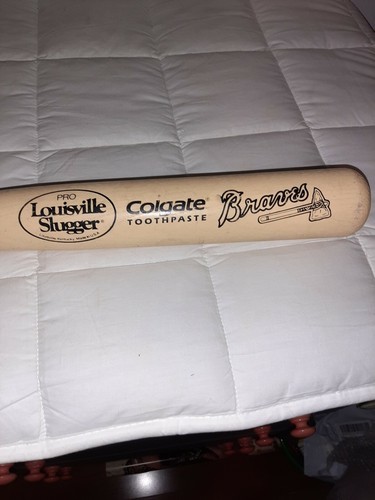 PRO
Louisville
Slugger
Colgate
TOOTHPASTE
Braves